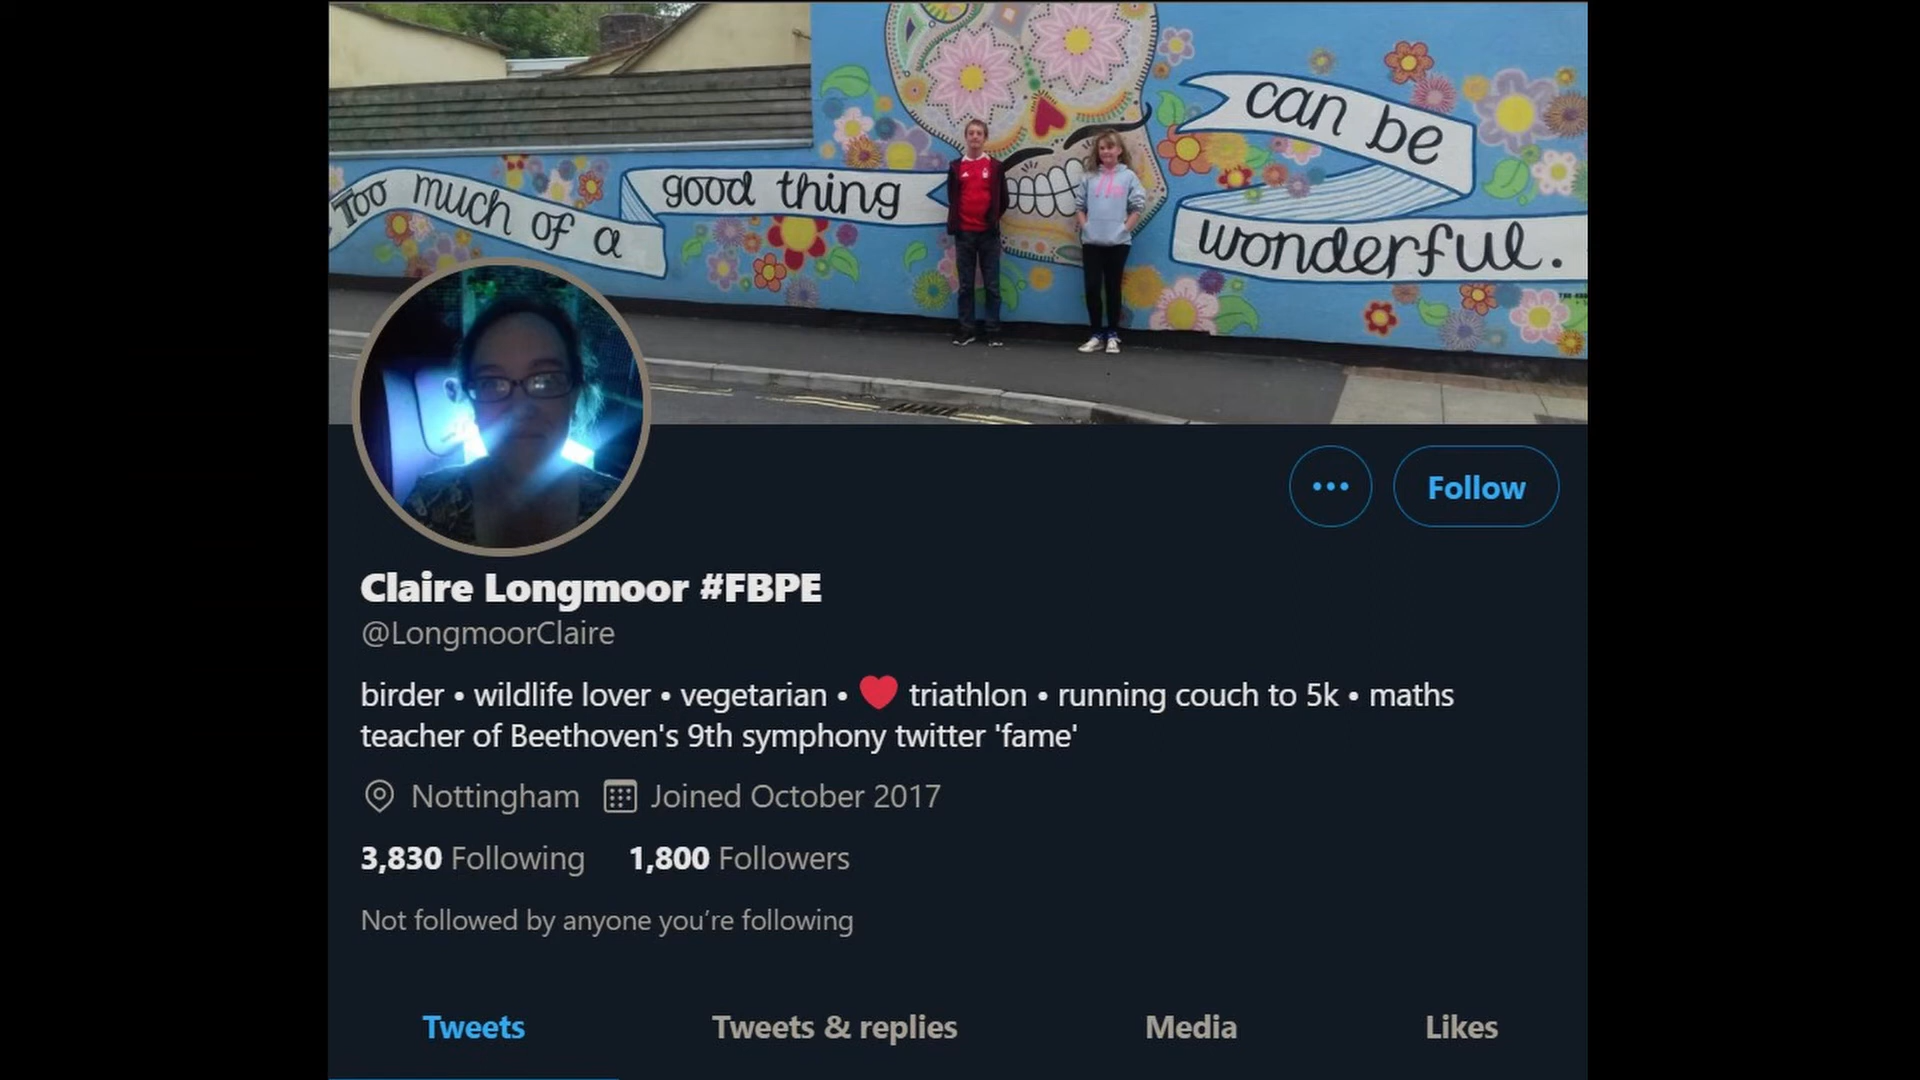 Too much of a good thing can be
wonderful.
Follow
Claire Longmoor #FBPE
@LongmoorClaire
birder • wildlife lover • vegetarian • ❤️ triathlon • running couch to 5k • maths
teacher of Beethoven's 9th symphony twitter 'fame'
Nottingham Joined October 2017
3,830 Following 1,800 Followers
Not followed by anyone you're following
Tweets Tweets & replies Media Likes